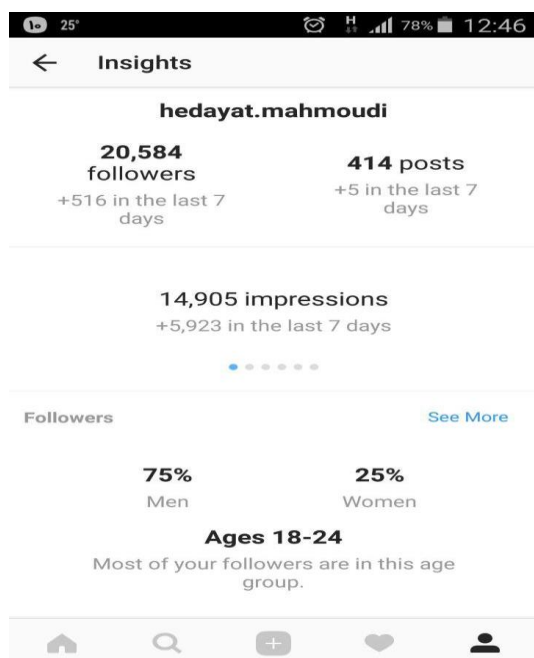 ۱۰ 25° H 78% 12:46
Insights
hedayat.mahmoudi
20,584
followers
+516 in the last 7
days
414 posts
+5 in the last 7
days
14,905 impressions
+5,923 in the last 7 days
Followers See More
75% 25%
Men Women
Ages 18-24
Most of your followers are in this age
group.